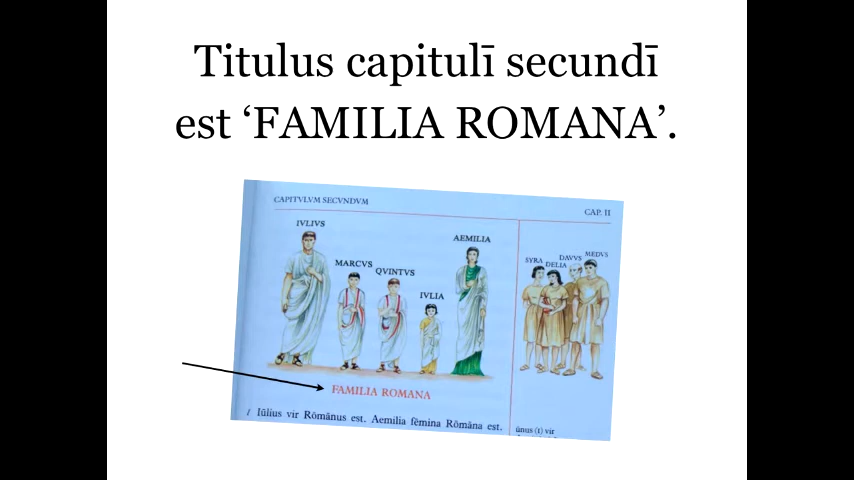 Titulus capitulī secundī
est ‘FAMILIA ROMANA’.
CAPITVLVM SECVNDVM
CAP. II
IVLIVS
MARCVS
QVINTVS
IVLIA
AEMILIA
SYRA
DELIA
DAVVS
MEDVS
FAMILIA ROMANA
Iūlius vir Rōmānus est. Aemilia fēmina Rōmāna est.
ūnus (I) vir